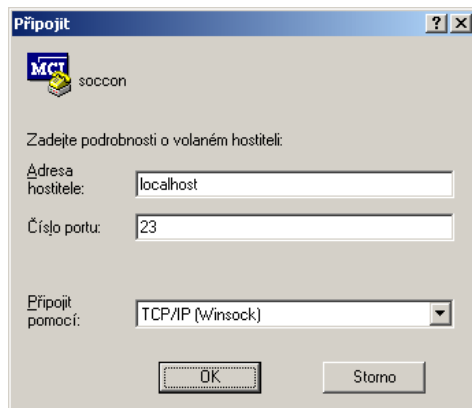 Připojit
MCI
soccon
Zadejte podrobnosti o volaném hostiteli:
Adresa
hostitele:
localhost
Číslo portu:
23
Připojit
pomocí:
TCP/IP (Winsock)
OK
Storno